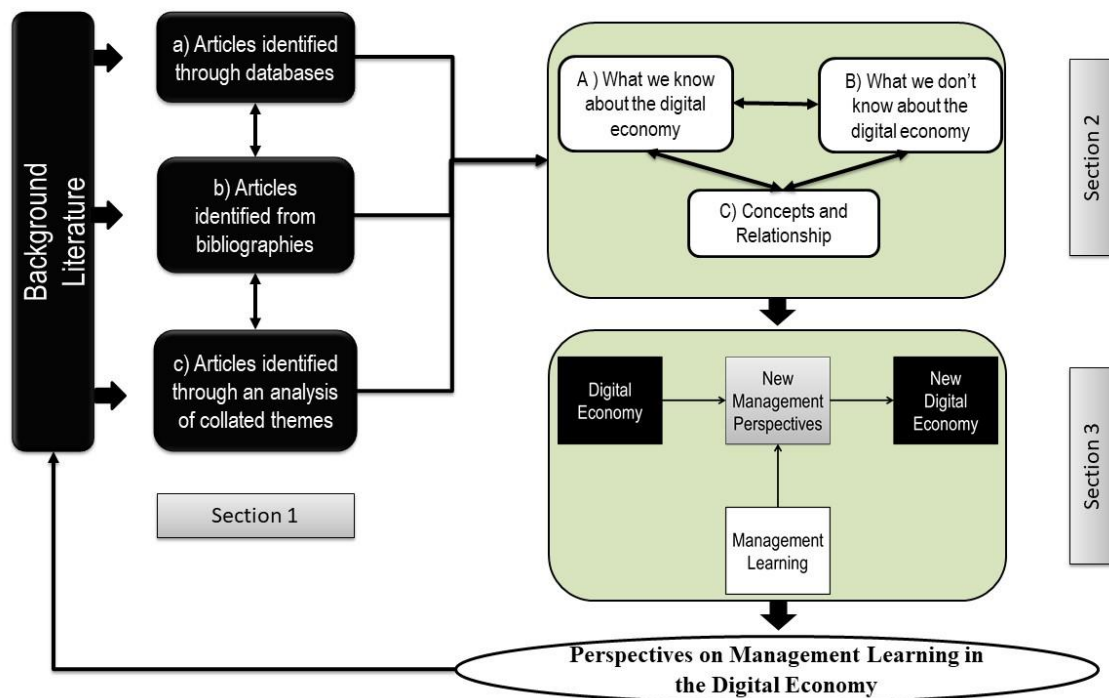 Background
Literature
a) Articles identified
through databases
b) Articles
identified from
bibliographies
c) Articles identified
through an analysis
of collated themes
Section 1
A ) What we know
about the digital
economy
B) What we don't
know about the
digital economy
C) Concepts and
Relationship
Section 2
Digital
Economy
New
Management
Perspectives
New
Digital
Economy
Management
Learning
Section 3
Perspectives on Management Learning in
the Digital Economy